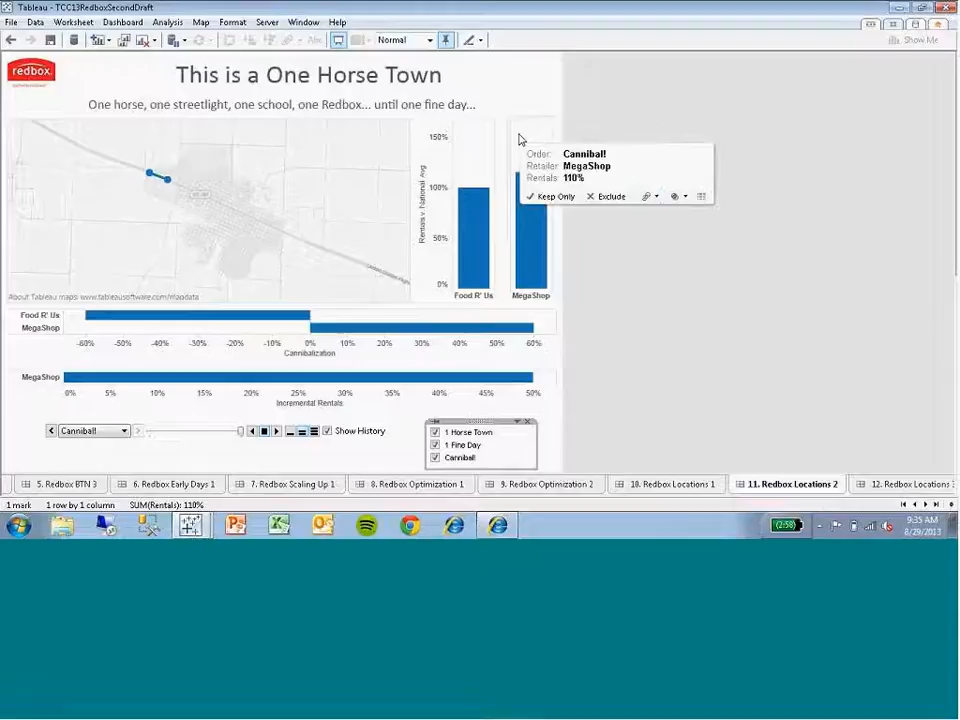 Tableau - TCC13RedboxSecondDraft
File Data Worksheet Dashboard Analysis Map Format Server Window Help
Abc Normal Show Me
redbox.
This is a One Horse Town
One horse, one streetlight, one school, one Redbox... until one fine day...
150%
100%
50%
0%
Rentals v. National Avg
Food R' Us MegaShop
Order: Cannibal!
Retailer: MegaShop
Rentals: 110%
Keep Only Exclude
About Tableau maps: www.tableausoftware.com/mapdata
Food R' Us
MegaShop
-60% -50% -40% -30% -20% -10% 0% 10% 20% 30% 40% 50% 60%
Cannibalization
MegaShop
0% 5% 10% 15% 20% 25% 30% 35% 40% 45% 50%
Incremental Rentals
Cannibal! Show History
1 Horse Town
1 Fine Day
Cannibal!
5. Redbox BTN 3 6. Redbox Early Days 1 7. Redbox Scaling Up 1 8. Redbox Optimization 1 9. Redbox Optimization 2 10. Redbox Locations 1 11. Redbox Locations 2 12. Redbox Locations
1 mark 1 row by 1 column SUM(Rentals): 110%
(2:58)
9:35 AM
8/29/2013